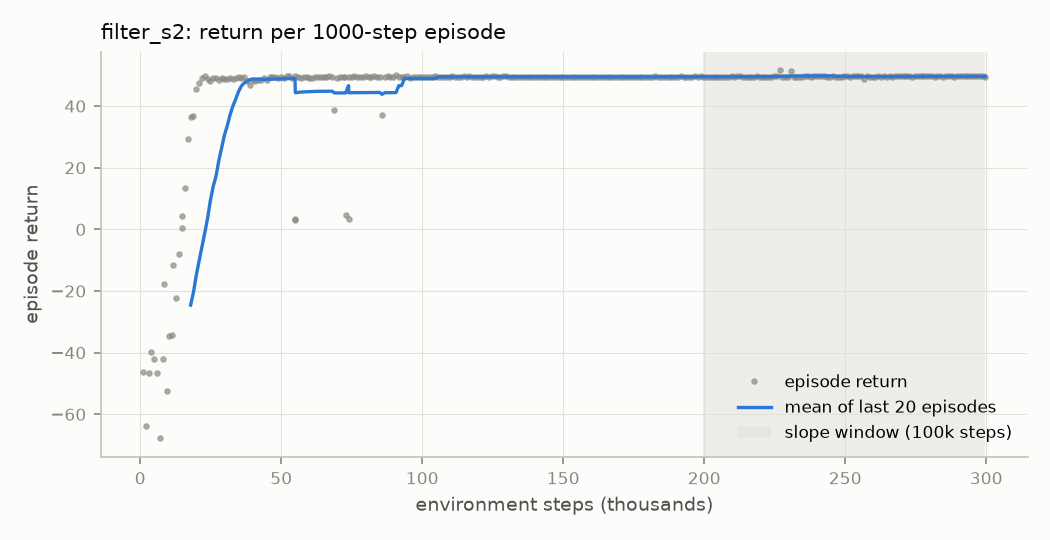 filter_s2: return per 1000-step episode
episode return
40
20
0
−20
−40
−60
episode return
mean of last 20 episodes
slope window (100k steps)
0 50 100 150 200 250 300
environment steps (thousands)